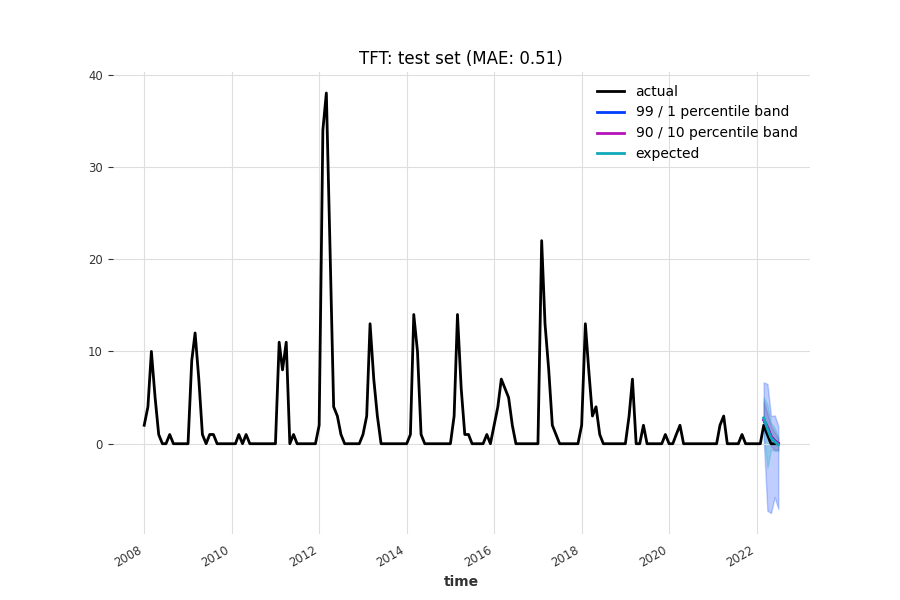 TFT: test set (MAE: 0.51)
40
30
20
10
0
actual
99 / 1 percentile band
90 / 10 percentile band
expected
2008
2010
2012
2014
2016
2018
2020
2022
time